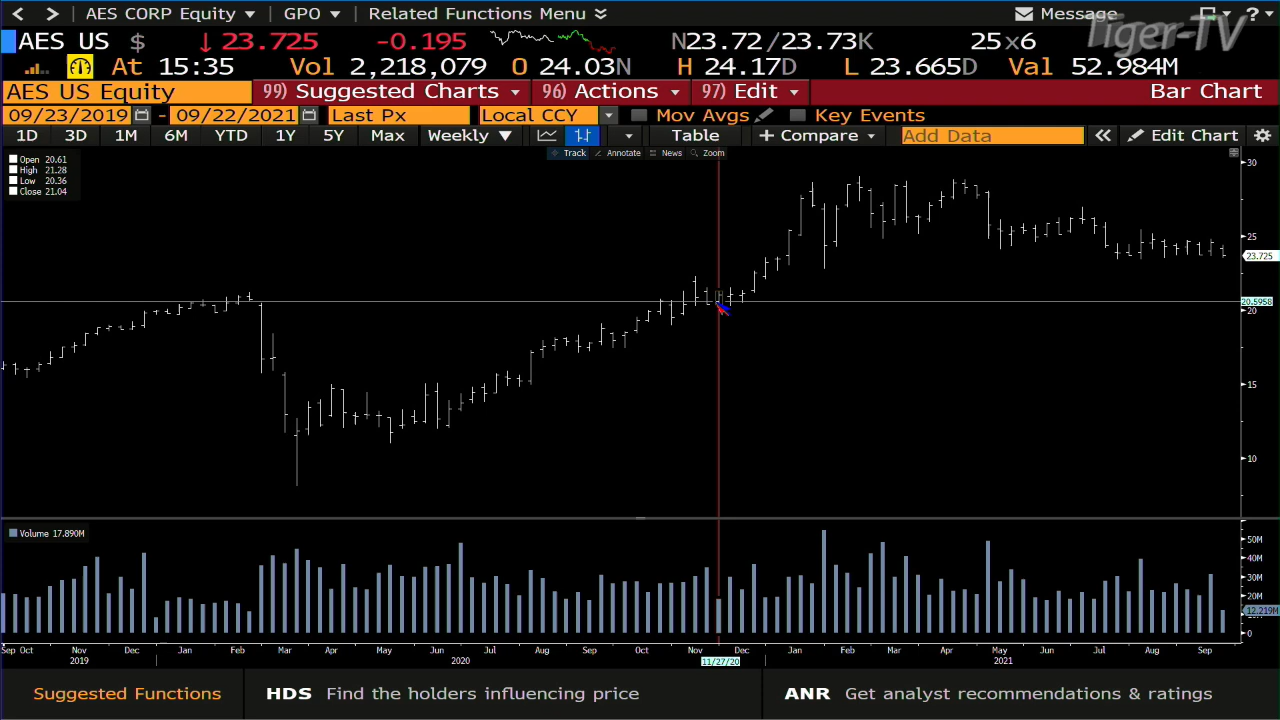 AES CORP Equity GPO Related Functions Menu Message ?
Tiger-TV
AES US $ ↓ 23.725 -0.195 N23.72/23.73K 25x6
At 15:35 Vol 2,218,079 O 24.03N H 24.17D L 23.665D Val 52.984M
AES US Equity 99) Suggested Charts 96) Actions 97) Edit Bar Chart
09/23/2019 - 09/22/2021 Last Px Local CCY Mov Avgs Key Events
1D 3D 1M 6M YTD 1Y 5Y Max Weekly ▼ Table + Compare Add Data « Edit Chart
Track Annotate News Zoom
Open 20.61
High 21.28
Low 20.36
Close 21.04
30
25
23.725
20.5958
20
15
10
Volume 17.890M
50M
40M
30M
20M
12.219M
0
Sep Oct Nov Dec Jan Feb Mar Apr May Jun Jul Aug Sep Oct Nov Dec Jan Feb Mar Apr May Jun Jul Aug Sep
2019 2020 11/27/20 2021
Suggested Functions HDS Find the holders influencing price ANR Get analyst recommendations & ratings